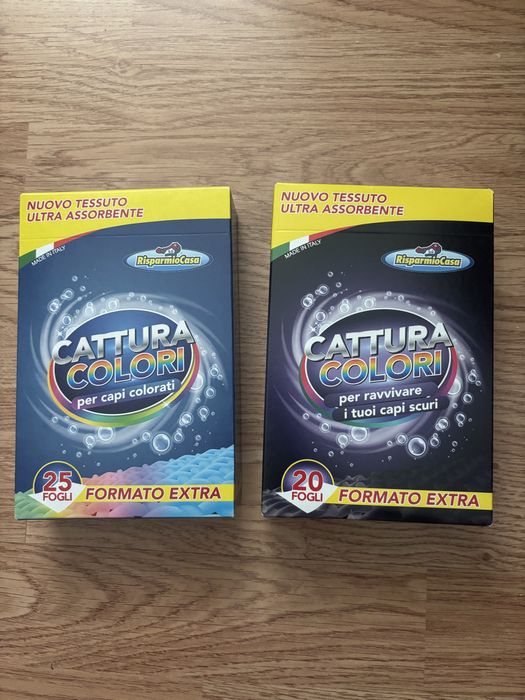 NUOVO TESSUTO
ULTRA ASSORBENTE
MADE IN ITALY
RisparmioCasa
CATTURA
COLORI
per capi colorati
25
FOGLI
FORMATO EXTRA
NUOVO TESSUTO
ULTRA ASSORBENTE
MADE IN ITALY
RisparmioCasa
CATTURA
COLORI
per ravvivare
i tuoi capi scuri
20
FOGLI
FORMATO EXTRA